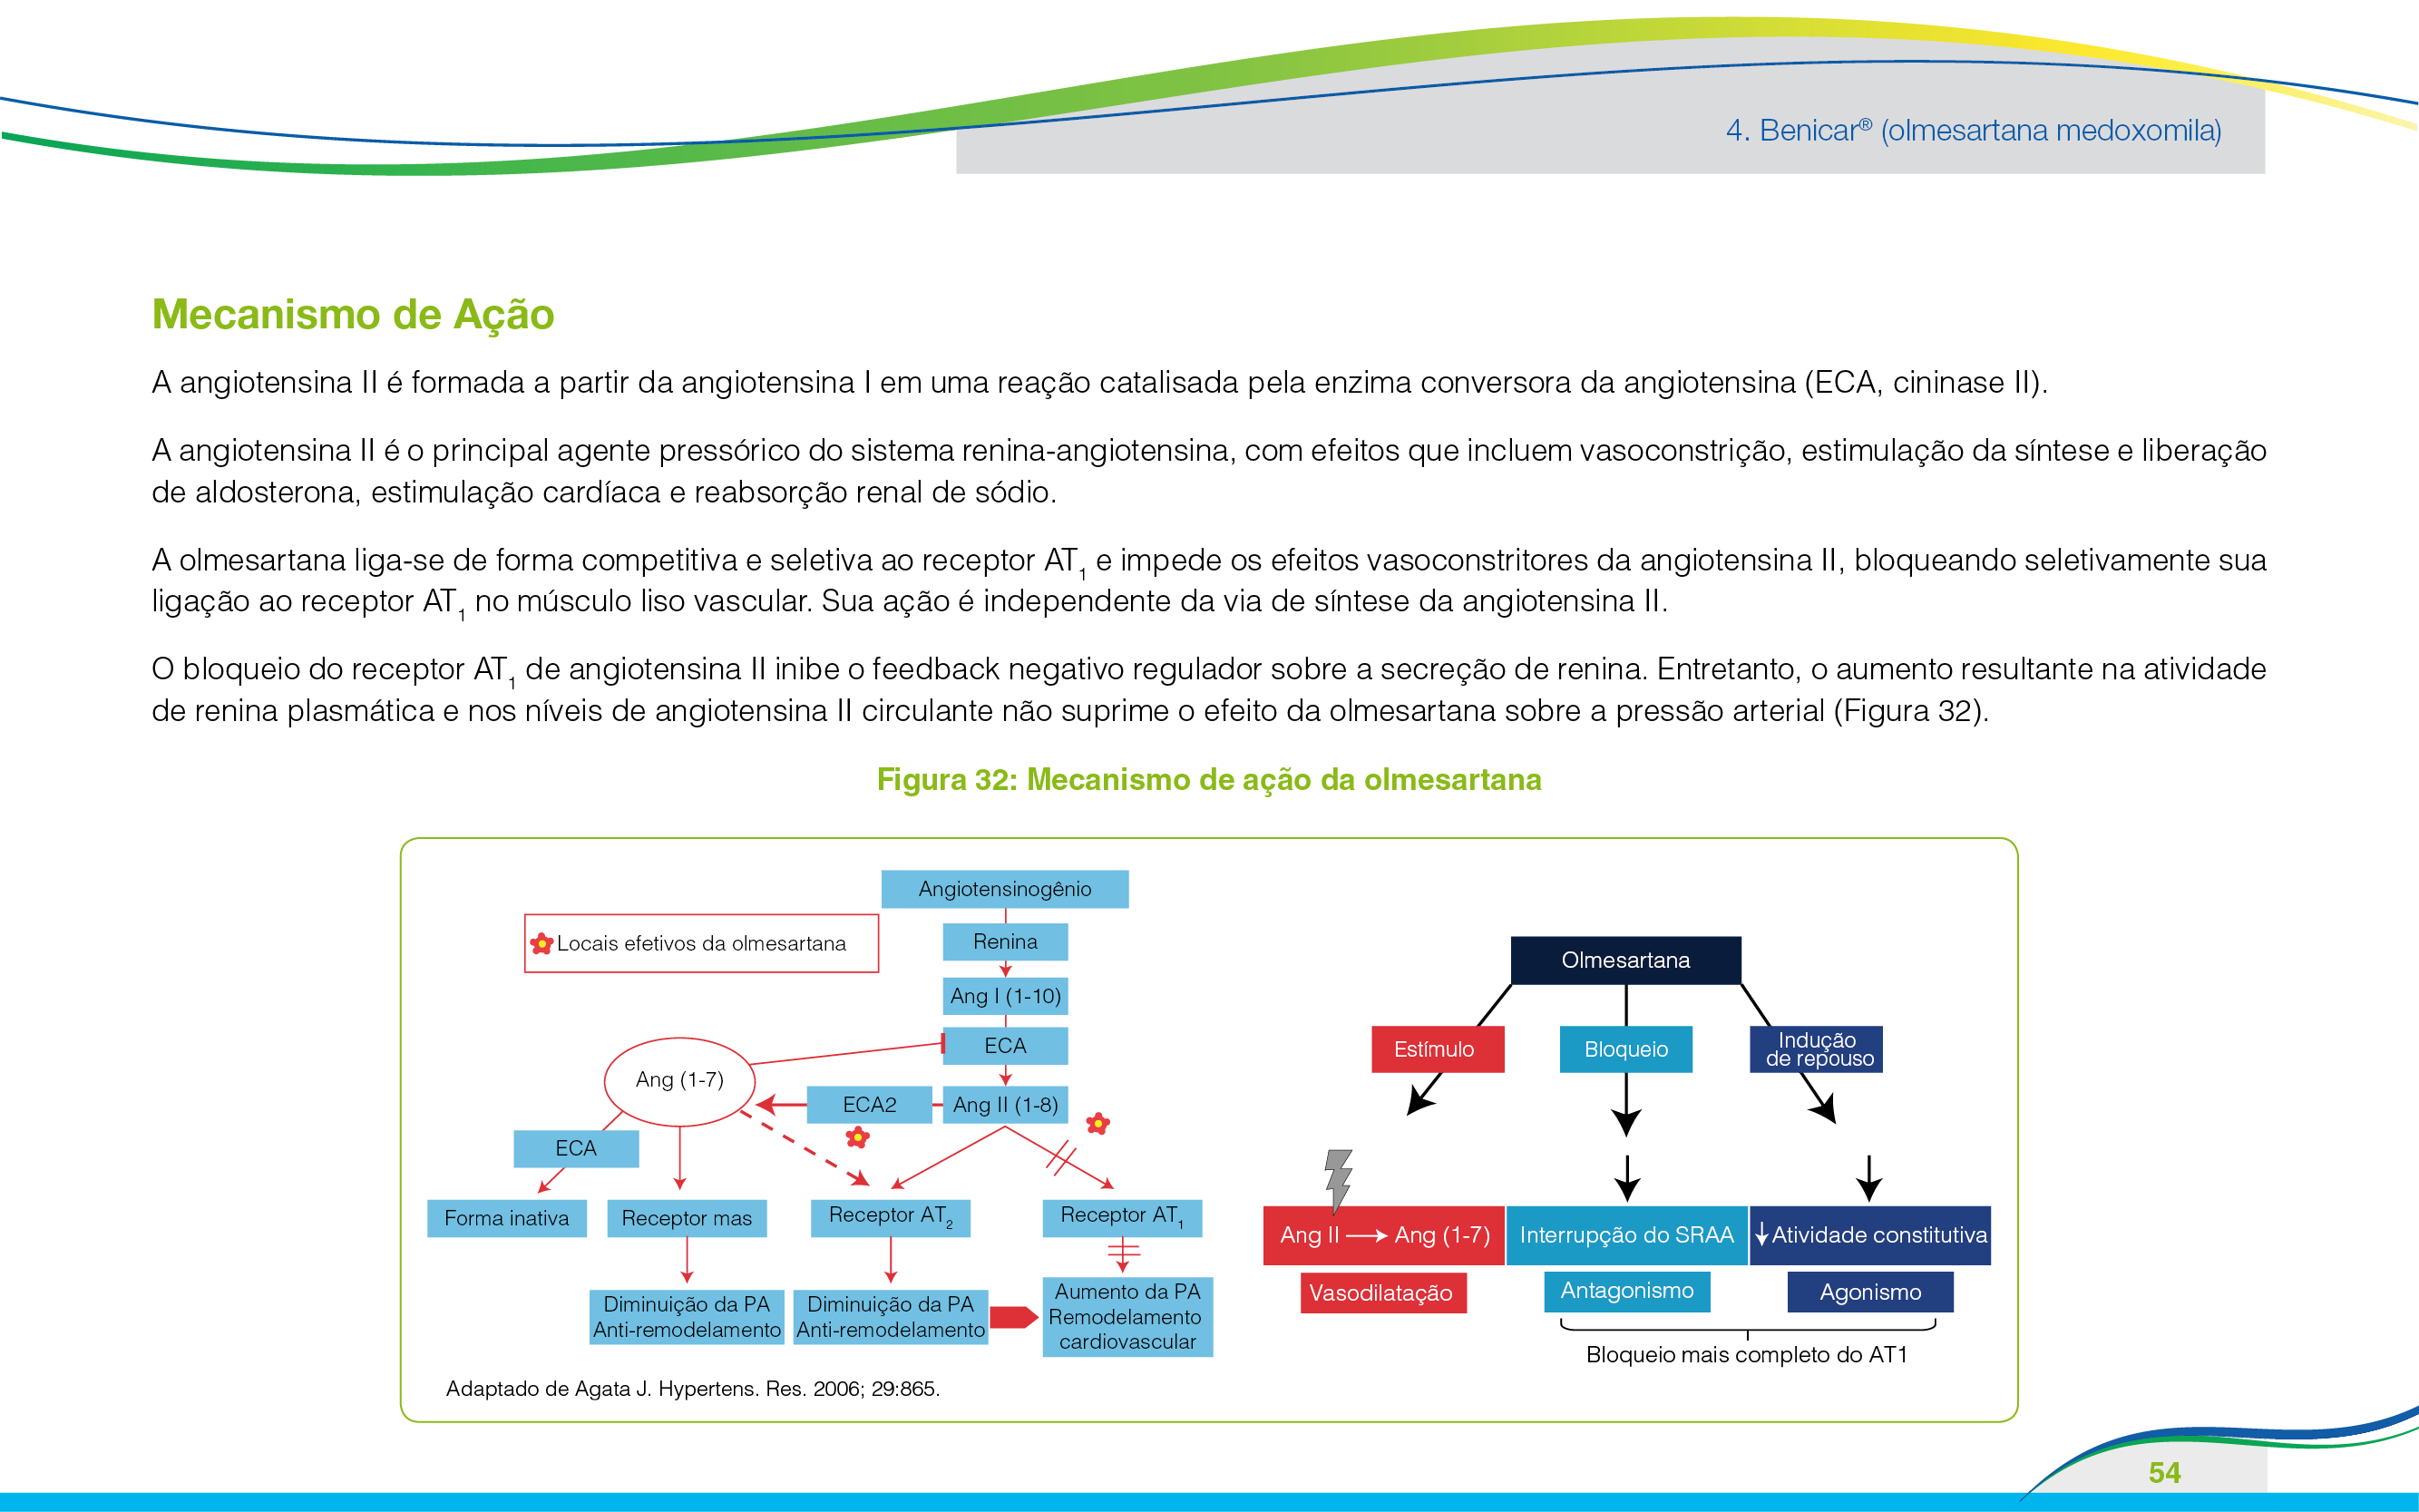 4. Benicar® (olmesartana medoxomila)
Mecanismo de Ação
A angiotensina II é formada a partir da angiotensina I em uma reação catalisada pela enzima conversora da angiotensina (ECA, cininase II).
A angiotensina II é o principal agente pressórico do sistema renina-angiotensina, com efeitos que incluem vasoconstrição, estimulação da síntese e liberação
de aldosterona, estimulação cardíaca e reabsorção renal de sódio.
A olmesartana liga-se de forma competitiva e seletiva ao receptor AT1 e impede os efeitos vasoconstritores da angiotensina II, bloqueando seletivamente sua
ligação ao receptor AT1 no músculo liso vascular. Sua ação é independente da via de síntese da angiotensina II.
O bloqueio do receptor AT1 de angiotensina II inibe o feedback negativo regulador sobre a secreção de renina. Entretanto, o aumento resultante na atividade
de renina plasmática e nos níveis de angiotensina II circulante não suprime o efeito da olmesartana sobre a pressão arterial (Figura 32).
Figura 32: Mecanismo de ação da olmesartana
Angiotensinogênio
Locais efetivos da olmesartana
Renina
Ang I (1-10)
ECA
Ang (1-7)
ECA2
Ang II (1-8)
ECA
Forma inativa
Receptor mas
Receptor AT2
Receptor AT1
Diminuição da PA
Anti-remodelamento
Diminuição da PA
Anti-remodelamento
Aumento da PA
Remodelamento
cardiovascular
Adaptado de Agata J. Hypertens. Res. 2006; 29:865.
Olmesartana
Estímulo
Bloqueio
Indução
de repouso
Ang II → Ang (1-7)
Interrupção do SRAA
↓ Atividade constitutiva
Vasodilatação
Antagonismo
Agonismo
Bloqueio mais completo do AT1
54